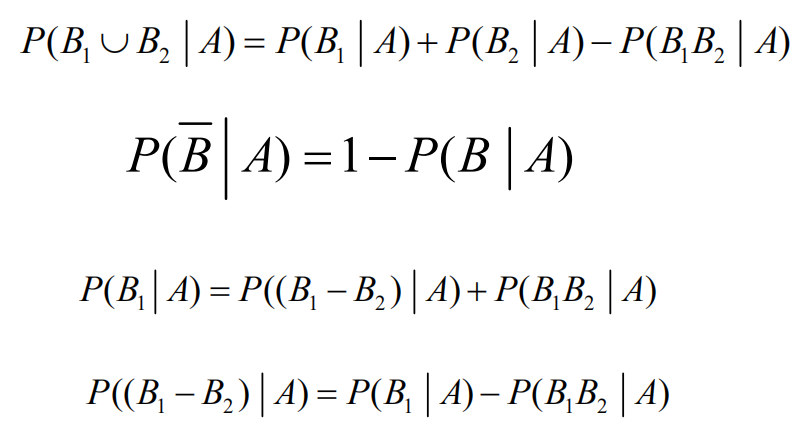 P(B₁ ∪ B₂ | A) = P(B₁ | A) + P(B₂ | A) − P(B₁B₂ | A)
P(B̅ | A) = 1 − P(B | A)
P(B₁ | A) = P((B₁ − B₂) | A) + P(B₁B₂ | A)
P((B₁ − B₂) | A) = P(B₁ | A) − P(B₁B₂ | A)